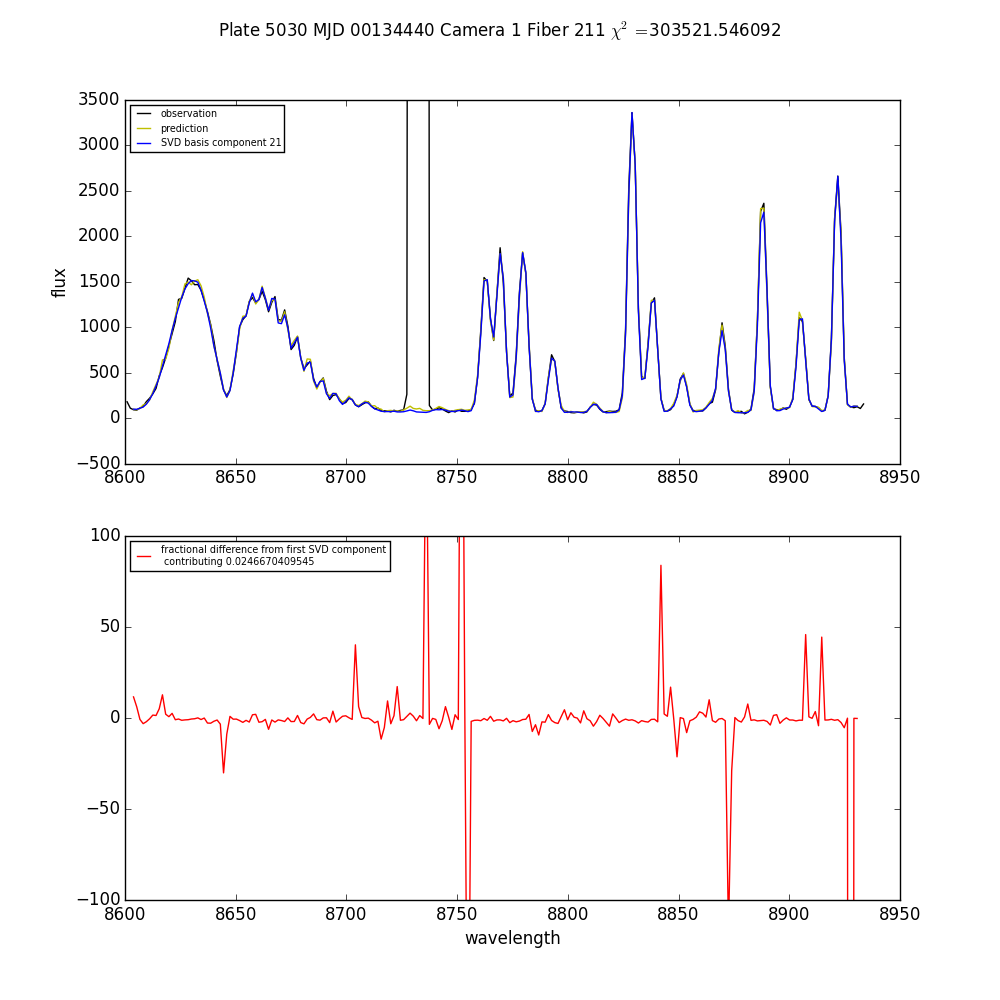 Plate 5030 MJD 00134440 Camera 1 Fiber 211 χ² =303521.546092
3500
3000
2500
2000
1500
1000
500
0
−500
flux
observation
prediction
SVD basis component 21
8600 8650 8700 8750 8800 8850 8900 8950
100
50
0
−50
−100
fractional difference from first SVD component
contributing 0.0246670409545
8600 8650 8700 8750 8800 8850 8900 8950
wavelength